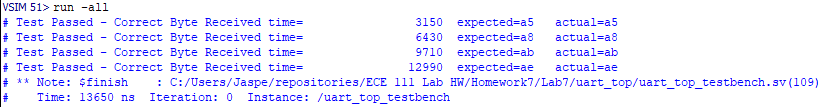 VSIM 51> run -all
# Test Passed - Correct Byte Received time=                3150  expected=a5   actual=a5
# Test Passed - Correct Byte Received time=                6430  expected=a8   actual=a8
# Test Passed - Correct Byte Received time=                9710  expected=ab   actual=ab
# Test Passed - Correct Byte Received time=               12990  expected=ae   actual=ae
# ** Note: $finish    : C:/Users/Jaspe/repositories/ECE 111 Lab HW/Homework7/Lab7/uart_top/uart_top_testbench.sv(109)
#    Time: 13650 ns  Iteration: 0  Instance: /uart_top_testbench